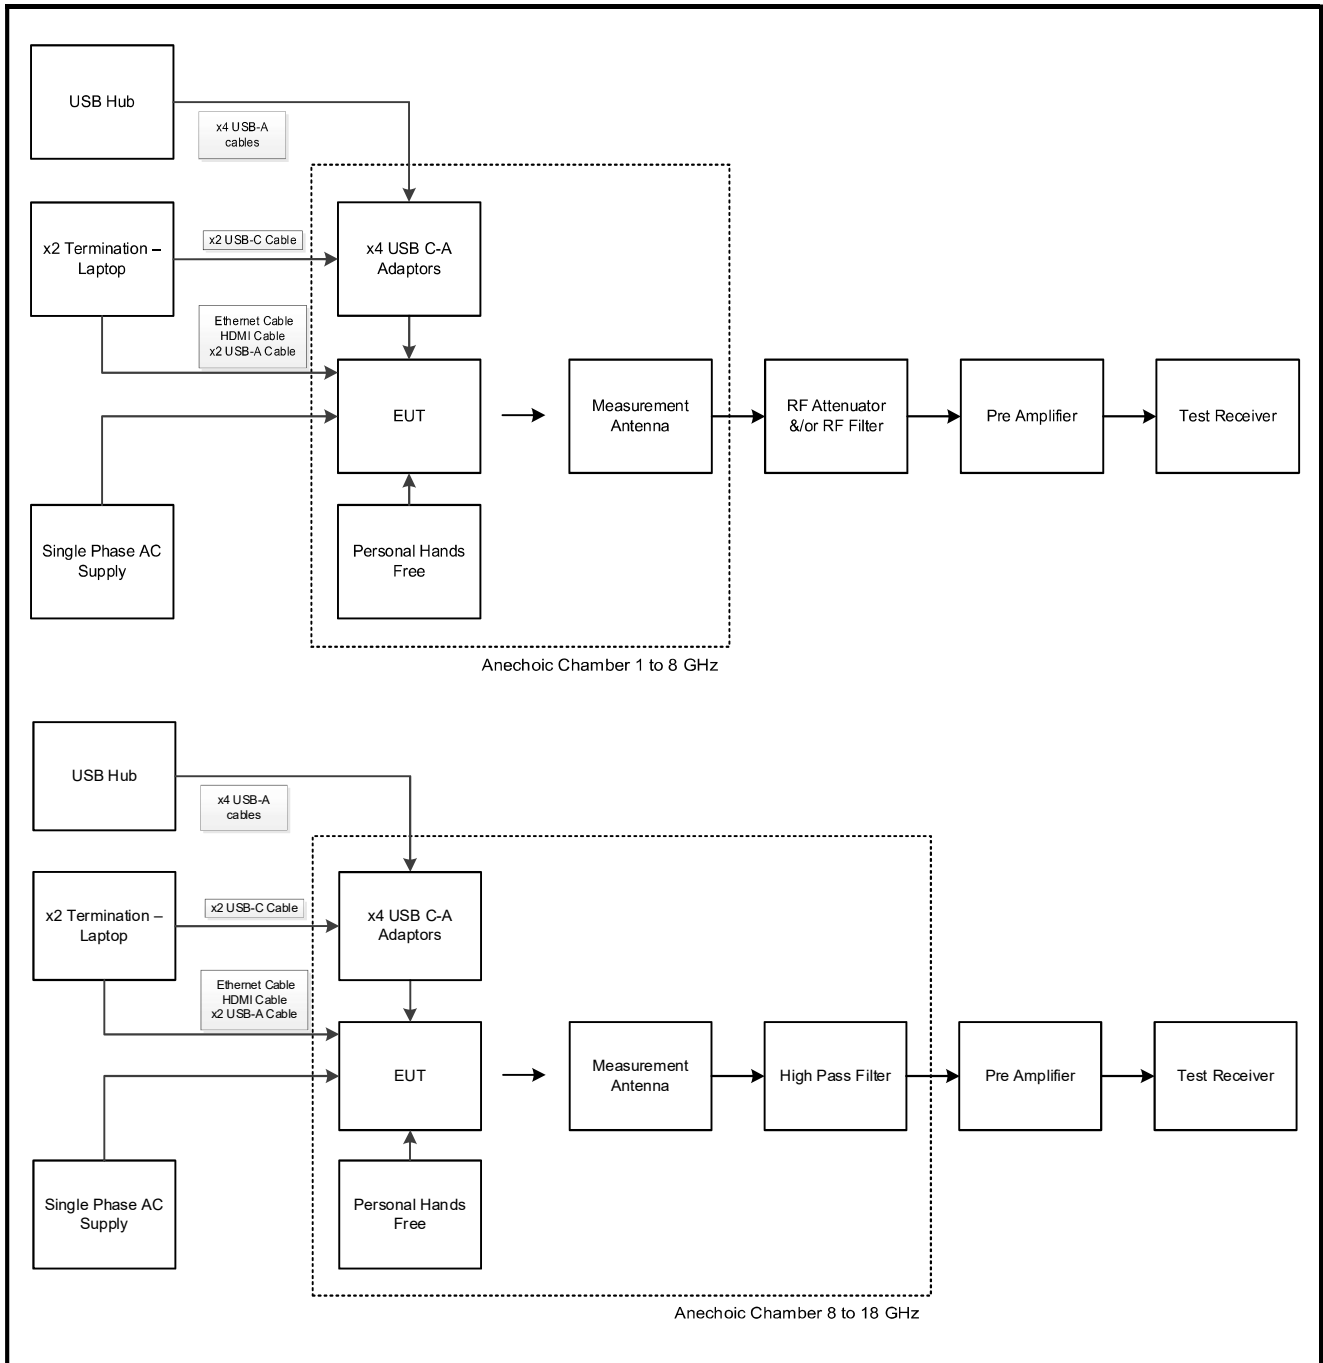 USB Hub
x4 USB-A
cables
x2 Termination –
Laptop
x2 USB-C Cable
x4 USB C-A
Adaptors
Ethernet Cable
HDMI Cable
x2 USB-A Cable
EUT
Measurement
Antenna
RF Attenuator
&/or RF Filter
Pre Amplifier
Test Receiver
Single Phase AC
Supply
Personal Hands
Free
Anechoic Chamber 1 to 8 GHz
USB Hub
x4 USB-A
cables
x2 Termination –
Laptop
x2 USB-C Cable
x4 USB C-A
Adaptors
Ethernet Cable
HDMI Cable
x2 USB-A Cable
EUT
Measurement
Antenna
High Pass Filter
Pre Amplifier
Test Receiver
Single Phase AC
Supply
Personal Hands
Free
Anechoic Chamber 8 to 18 GHz